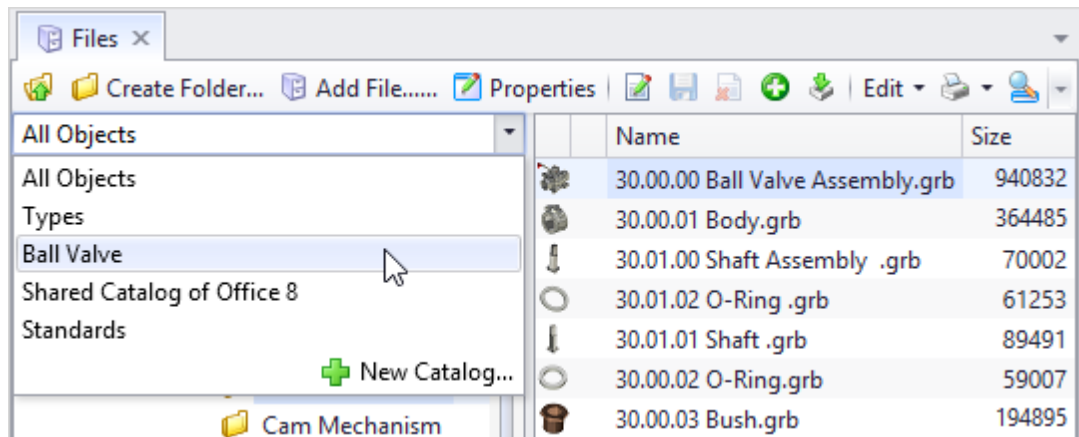 Files
Create Folder... Add File...... Properties Edit
All Objects
Name Size
All Objects
Types
Ball Valve
Shared Catalog of Office 8
Standards
New Catalog...
Cam Mechanism
30.00.00 Ball Valve Assembly.grb 940832
30.00.01 Body.grb 364485
30.01.00 Shaft Assembly .grb 70002
30.01.02 O-Ring .grb 61253
30.01.01 Shaft .grb 89491
30.00.02 O-Ring.grb 59007
30.00.03 Bush.grb 194895